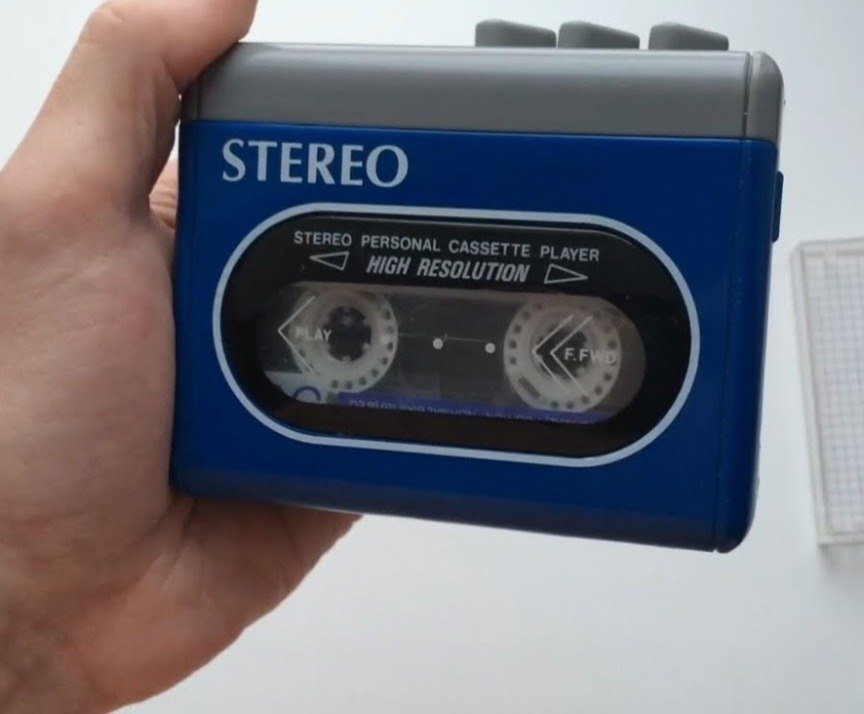 STEREO
STEREO PERSONAL CASSETTE PLAYER
HIGH RESOLUTION
PLAY
F.FWD